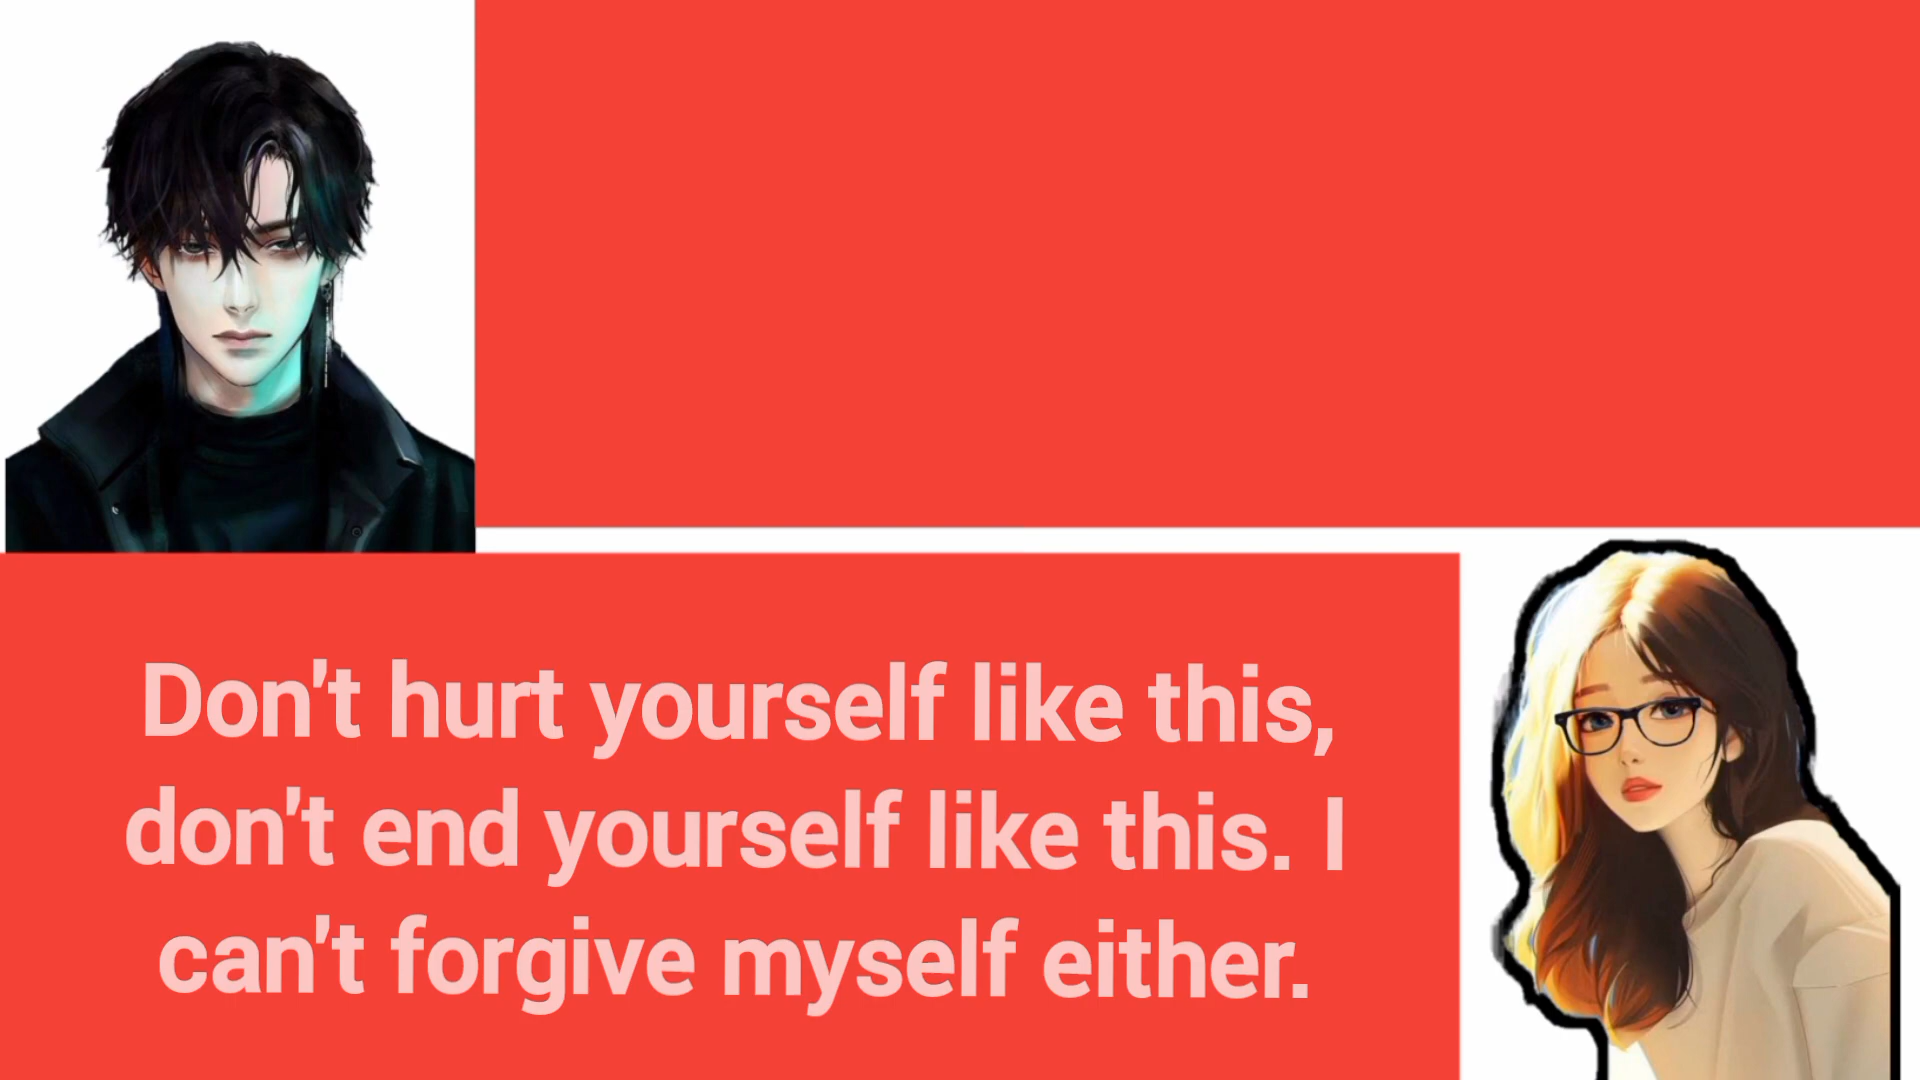 Don't hurt yourself like this,
don't end yourself like this. I
can't forgive myself either.